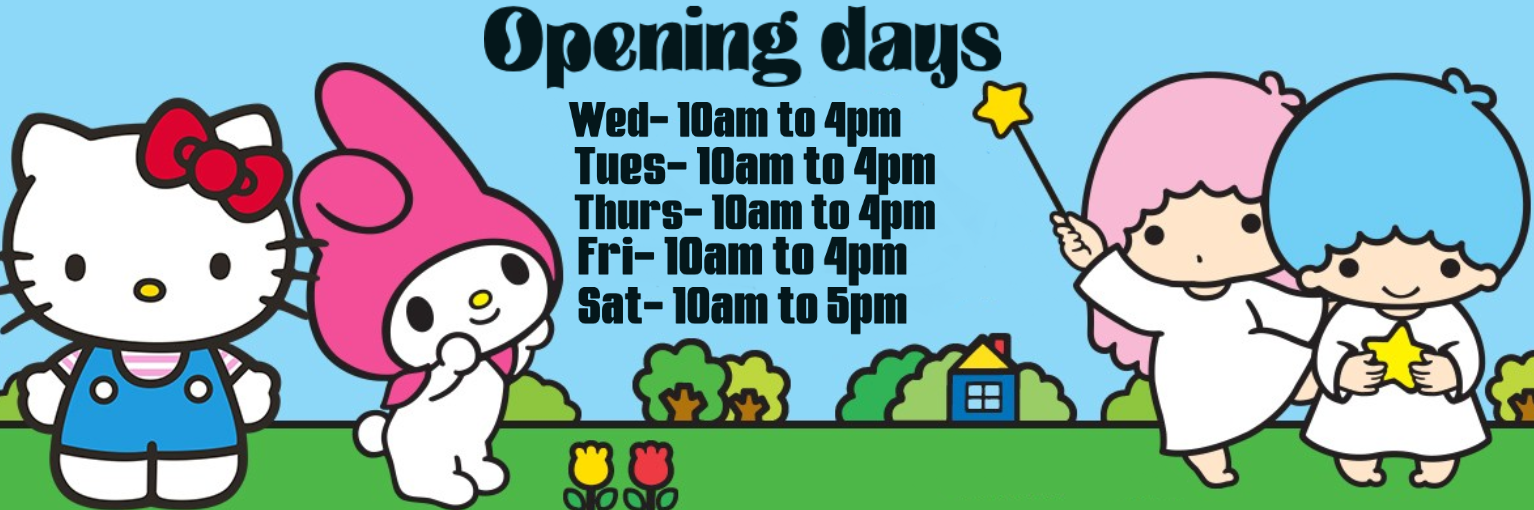 Opening days
Wed- 10am to 4pm
Tues- 10am to 4pm
Thurs- 10am to 4pm
Fri- 10am to 4pm
Sat- 10am to 5pm